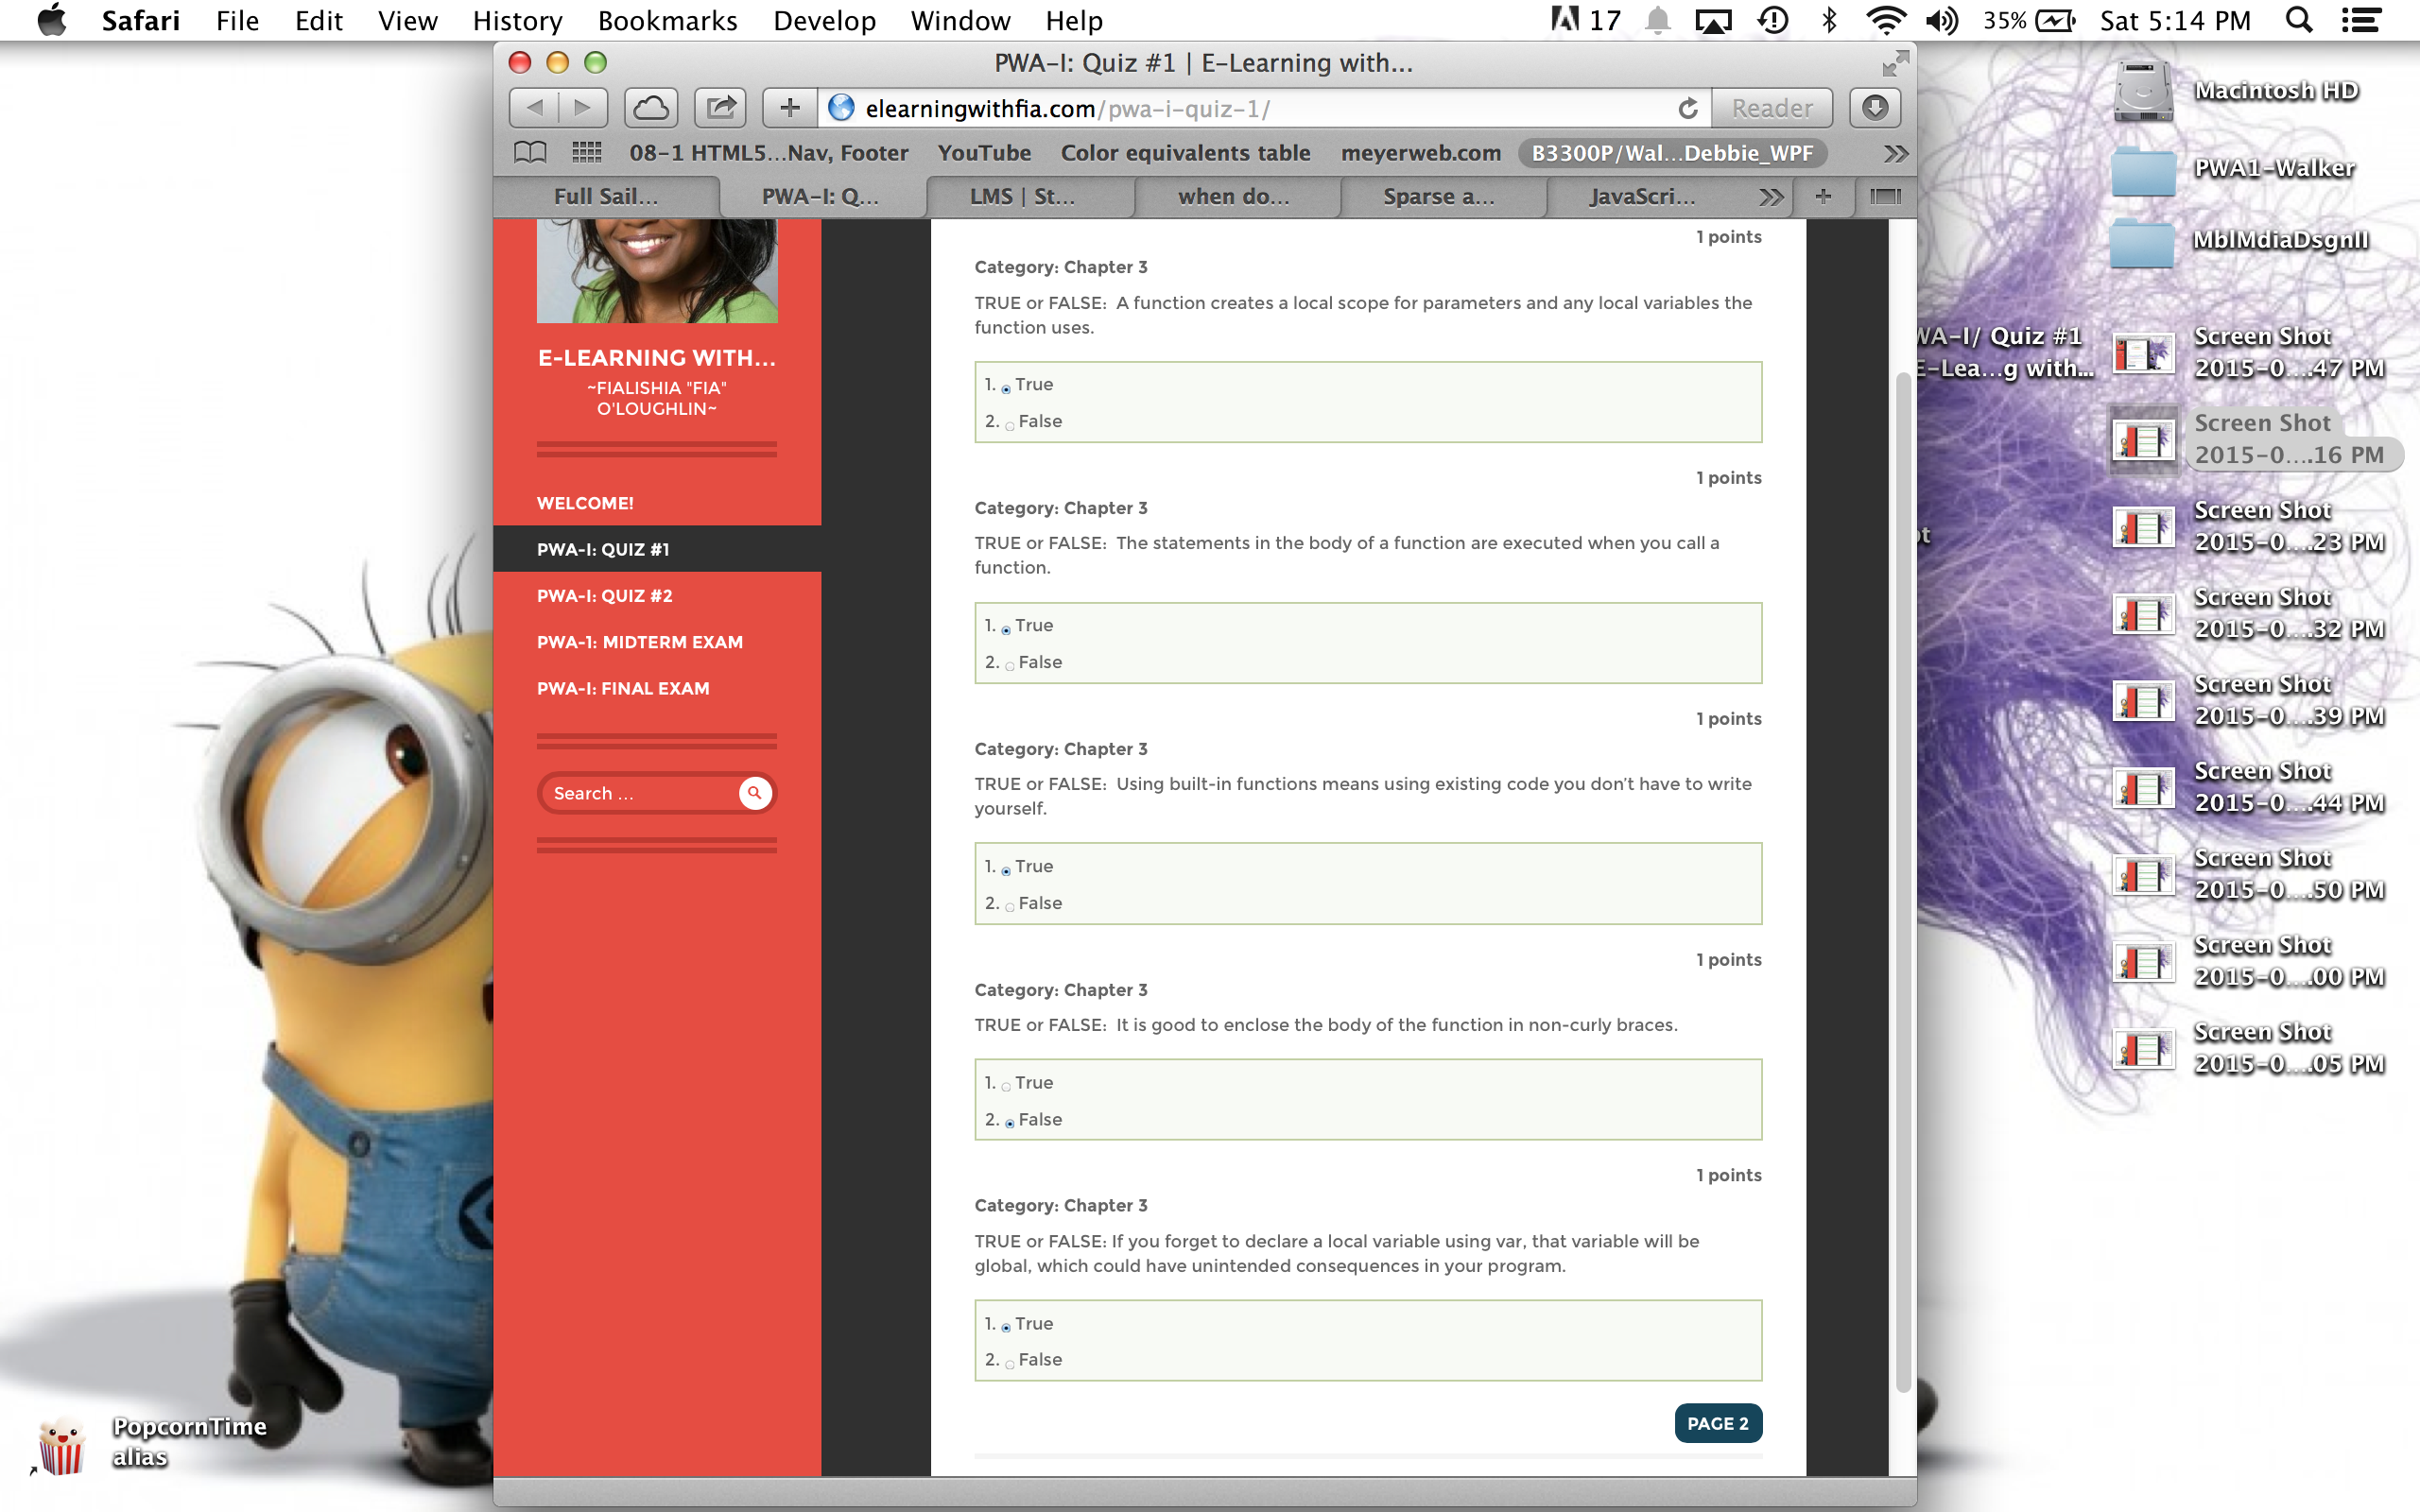 Safari File Edit View History Bookmarks Develop Window Help 17 35% Sat 5:14 PM
PWA-I: Quiz #1 | E-Learning with...
elearningwithfia.com/pwa-i-quiz-1/ Reader
08-1 HTML5...Nav, Footer YouTube Color equivalents table meyerweb.com B3300P/Wal...Debbie_WPF
Full Sail... PWA-I: Q... LMS | St... when do... Sparse a... JavaScri...
E-LEARNING WITH...
~FIALISHIA "FIA"
O'LOUGHLIN~
WELCOME!
PWA-I: QUIZ #1
PWA-I: QUIZ #2
PWA-1: MIDTERM EXAM
PWA-I: FINAL EXAM
Search ...
1 points
Category: Chapter 3
TRUE or FALSE: A function creates a local scope for parameters and any local variables the
function uses.
1. True
2. False
1 points
Category: Chapter 3
TRUE or FALSE: The statements in the body of a function are executed when you call a
function.
1. True
2. False
1 points
Category: Chapter 3
TRUE or FALSE: Using built-in functions means using existing code you don't have to write
yourself.
1. True
2. False
1 points
Category: Chapter 3
TRUE or FALSE: It is good to enclose the body of the function in non-curly braces.
1. True
2. False
1 points
Category: Chapter 3
TRUE or FALSE: If you forget to declare a local variable using var, that variable will be
global, which could have unintended consequences in your program.
1. True
2. False
PAGE 2
Macintosh HD
PWA1-Walker
MblMdiaDsgnII
WA-I/ Quiz #1
E-Lea...g with...
Screen Shot
2015-0....47 PM
Screen Shot
2015-0....16 PM
Screen Shot
2015-0....23 PM
Screen Shot
2015-0....32 PM
Screen Shot
2015-0....39 PM
Screen Shot
2015-0....44 PM
Screen Shot
2015-0....50 PM
Screen Shot
2015-0....00 PM
Screen Shot
2015-0....05 PM
PopcornTime
alias